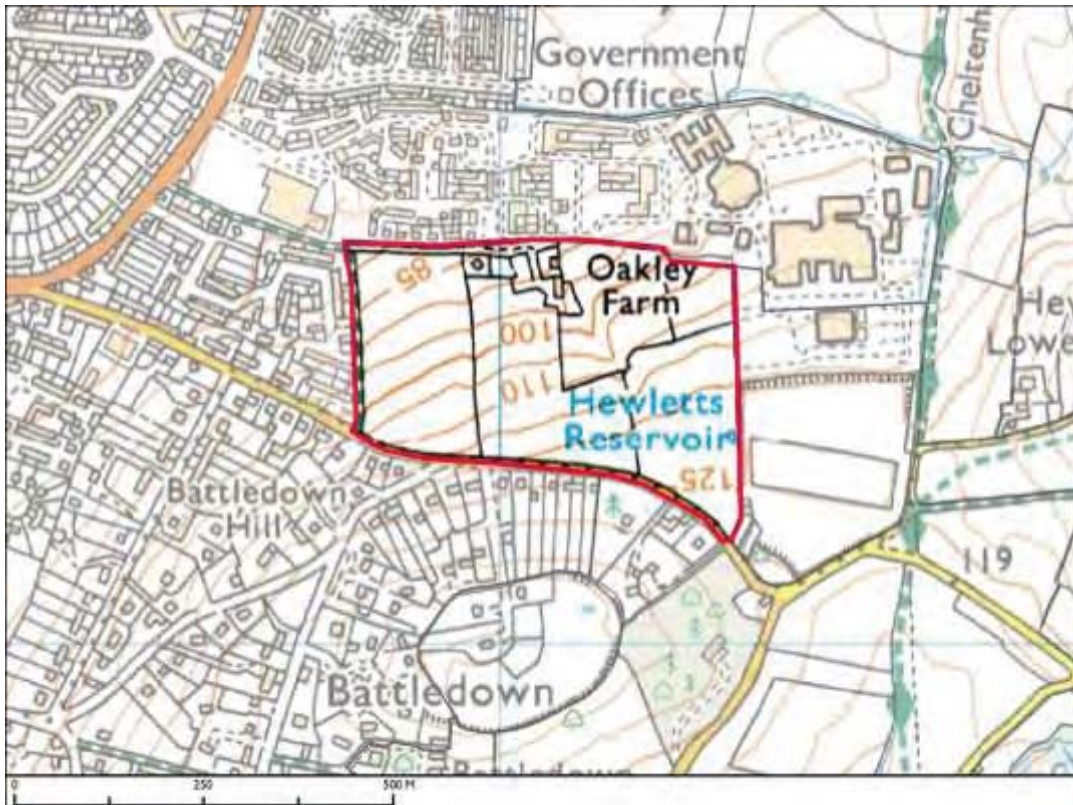 Government
Offices
Cheltenh
85
Oakley
Farm
100
110
Hewletts
Reservoir
125
He
Lowe
Battledown
Hill
119
Battledown
0
250
500 M